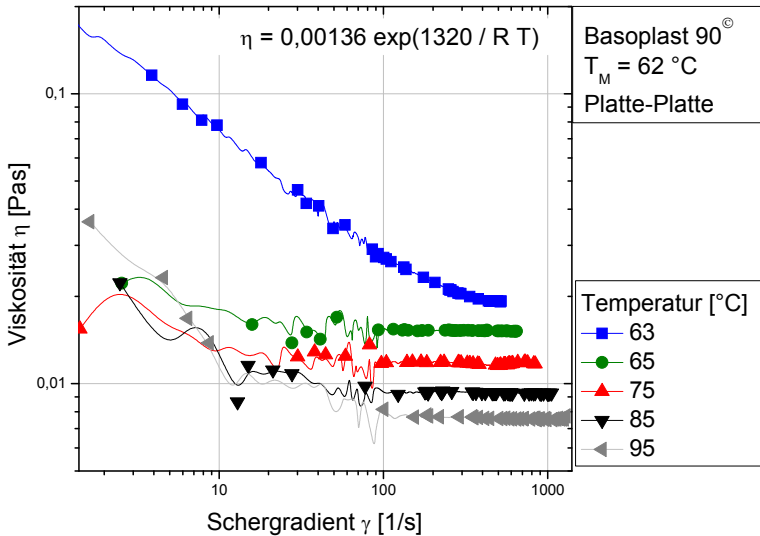 η = 0,00136 exp(1320 / R T)
Basoplast 90©
T_M = 62 °C
Platte-Platte
0,1
0,01
Viskosität η [Pas]
10
100
1000
Schergradient γ [1/s]
Temperatur [°C]
63
65
75
85
95